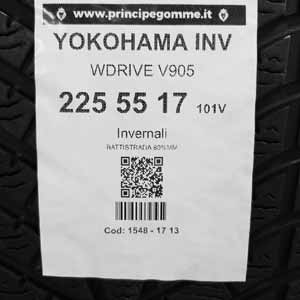 www.principegomme.it
YOKOHAMA INV
WDRIVE V905
225 55 17 101V
Invernali
BATTISTRADA 80%MM
Cod: 1548 - 17 13